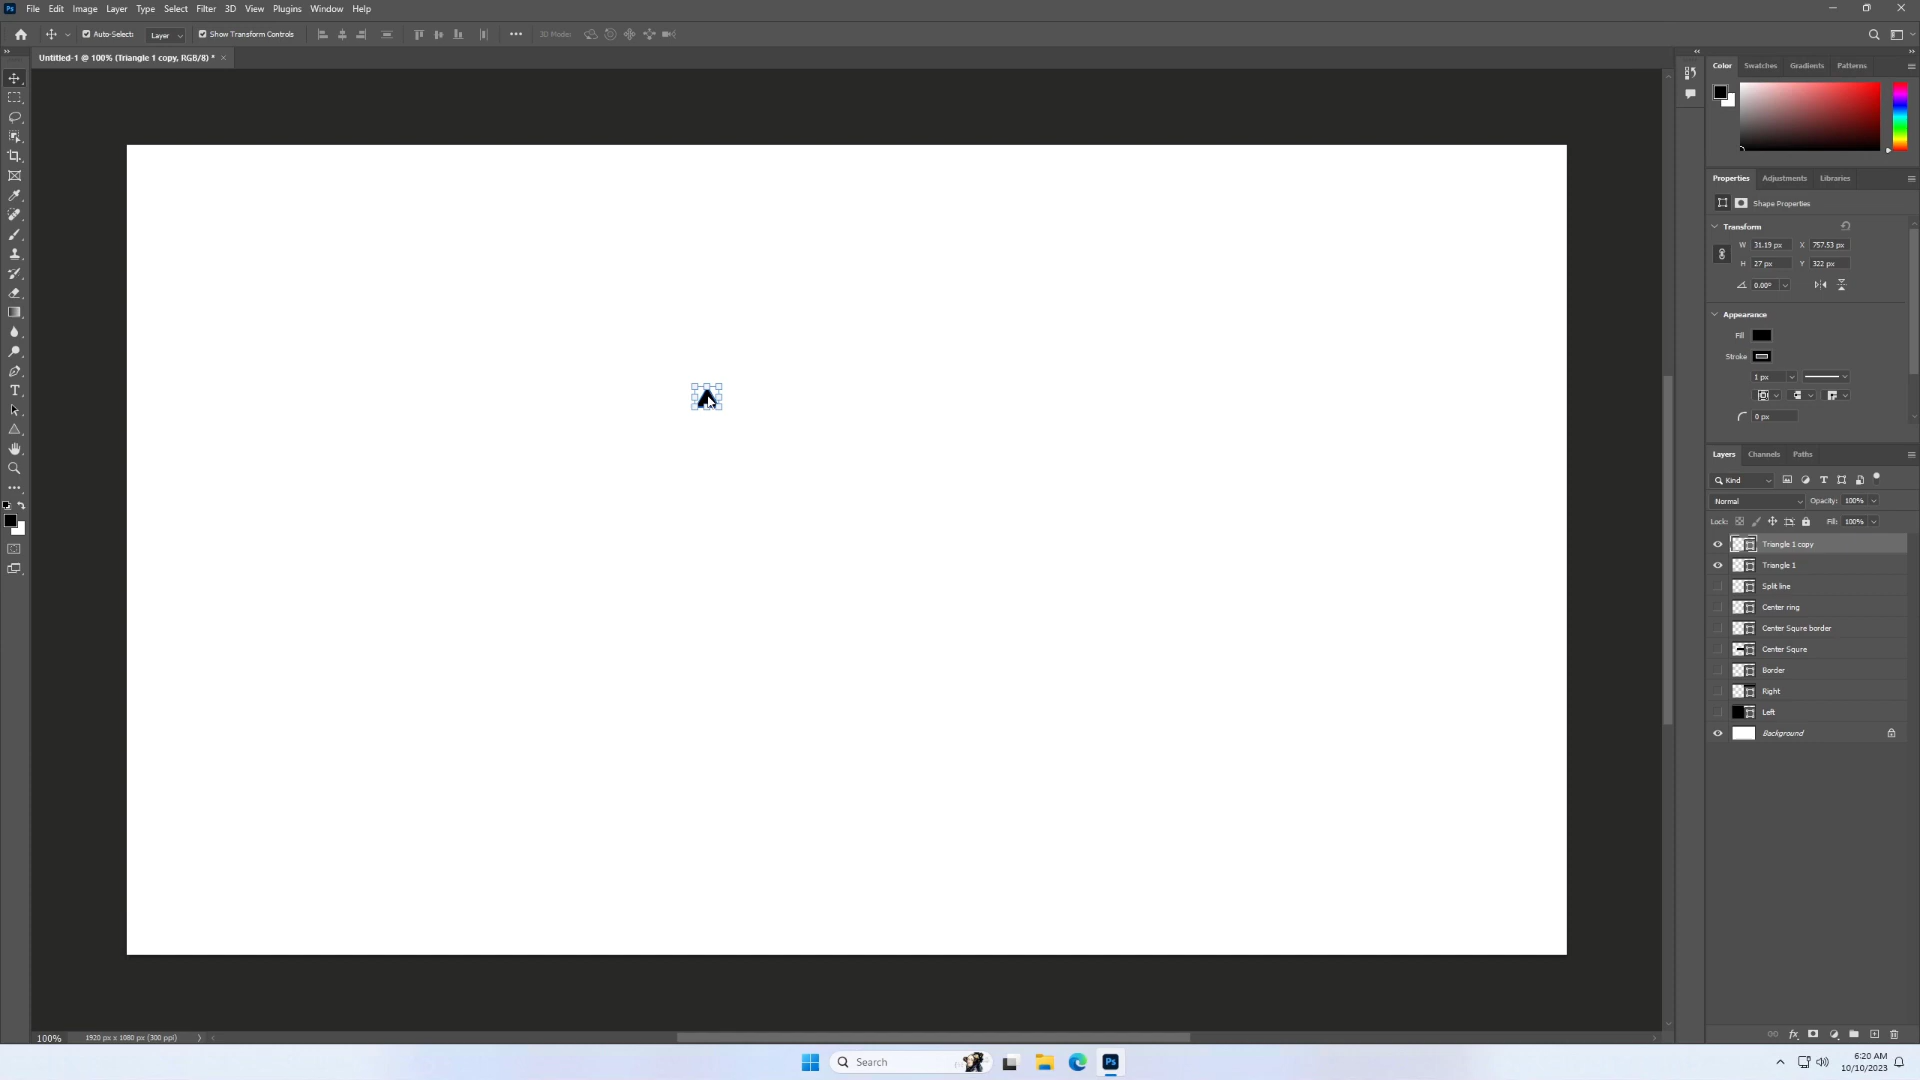 Ps File Edit Image Layer Type Select Filter 3D View Plugins Window Help
Auto-Select: Layer Show Transform Controls 3D Mode:
Untitled-1 @ 100% (Triangle 1 copy, RGB/8) *
Color Swatches Gradients Patterns
Properties Adjustments Libraries
Shape Properties
Transform
W 31.19 px X 757.53 px
H 27 px Y 322 px
0.00°
Appearance
Fill
Stroke
1 px
0 px
Layers Channels Paths
Kind
Normal Opacity: 100%
Lock: Fill: 100%
Triangle 1 copy
Triangle 1
Split line
Center ring
Center Squre border
Center Squre
Border
Right
Left
Background
100% 1920 px x 1080 px (300 ppi)
Search Ps
6:20 AM
10/10/2023